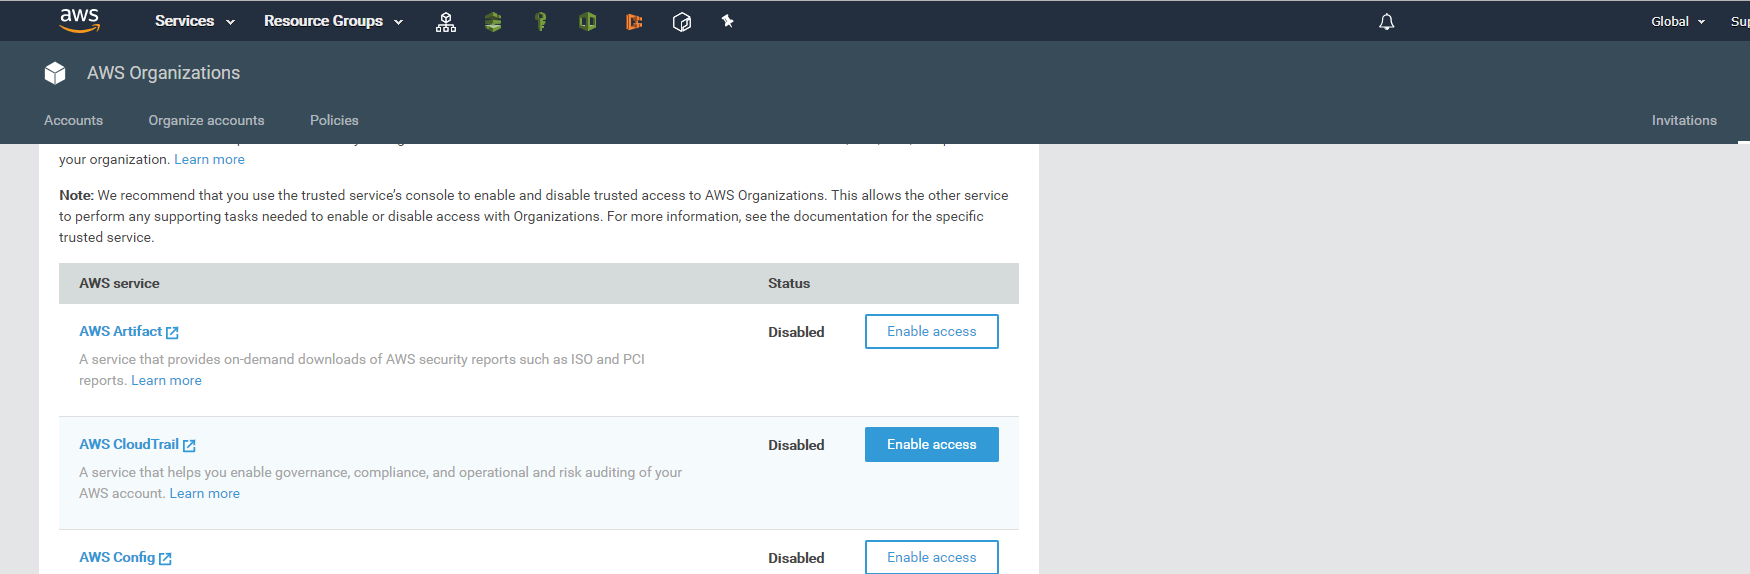 aws Services Resource Groups Global Sup
AWS Organizations
Accounts Organize accounts Policies Invitations
your organization. Learn more
Note: We recommend that you use the trusted service's console to enable and disable trusted access to AWS Organizations. This allows the other service
to perform any supporting tasks needed to enable or disable access with Organizations. For more information, see the documentation for the specific
trusted service.
AWS service Status
AWS Artifact Disabled Enable access
A service that provides on-demand downloads of AWS security reports such as ISO and PCI
reports. Learn more
AWS CloudTrail Disabled Enable access
A service that helps you enable governance, compliance, and operational and risk auditing of your
AWS account. Learn more
AWS Config Disabled Enable access